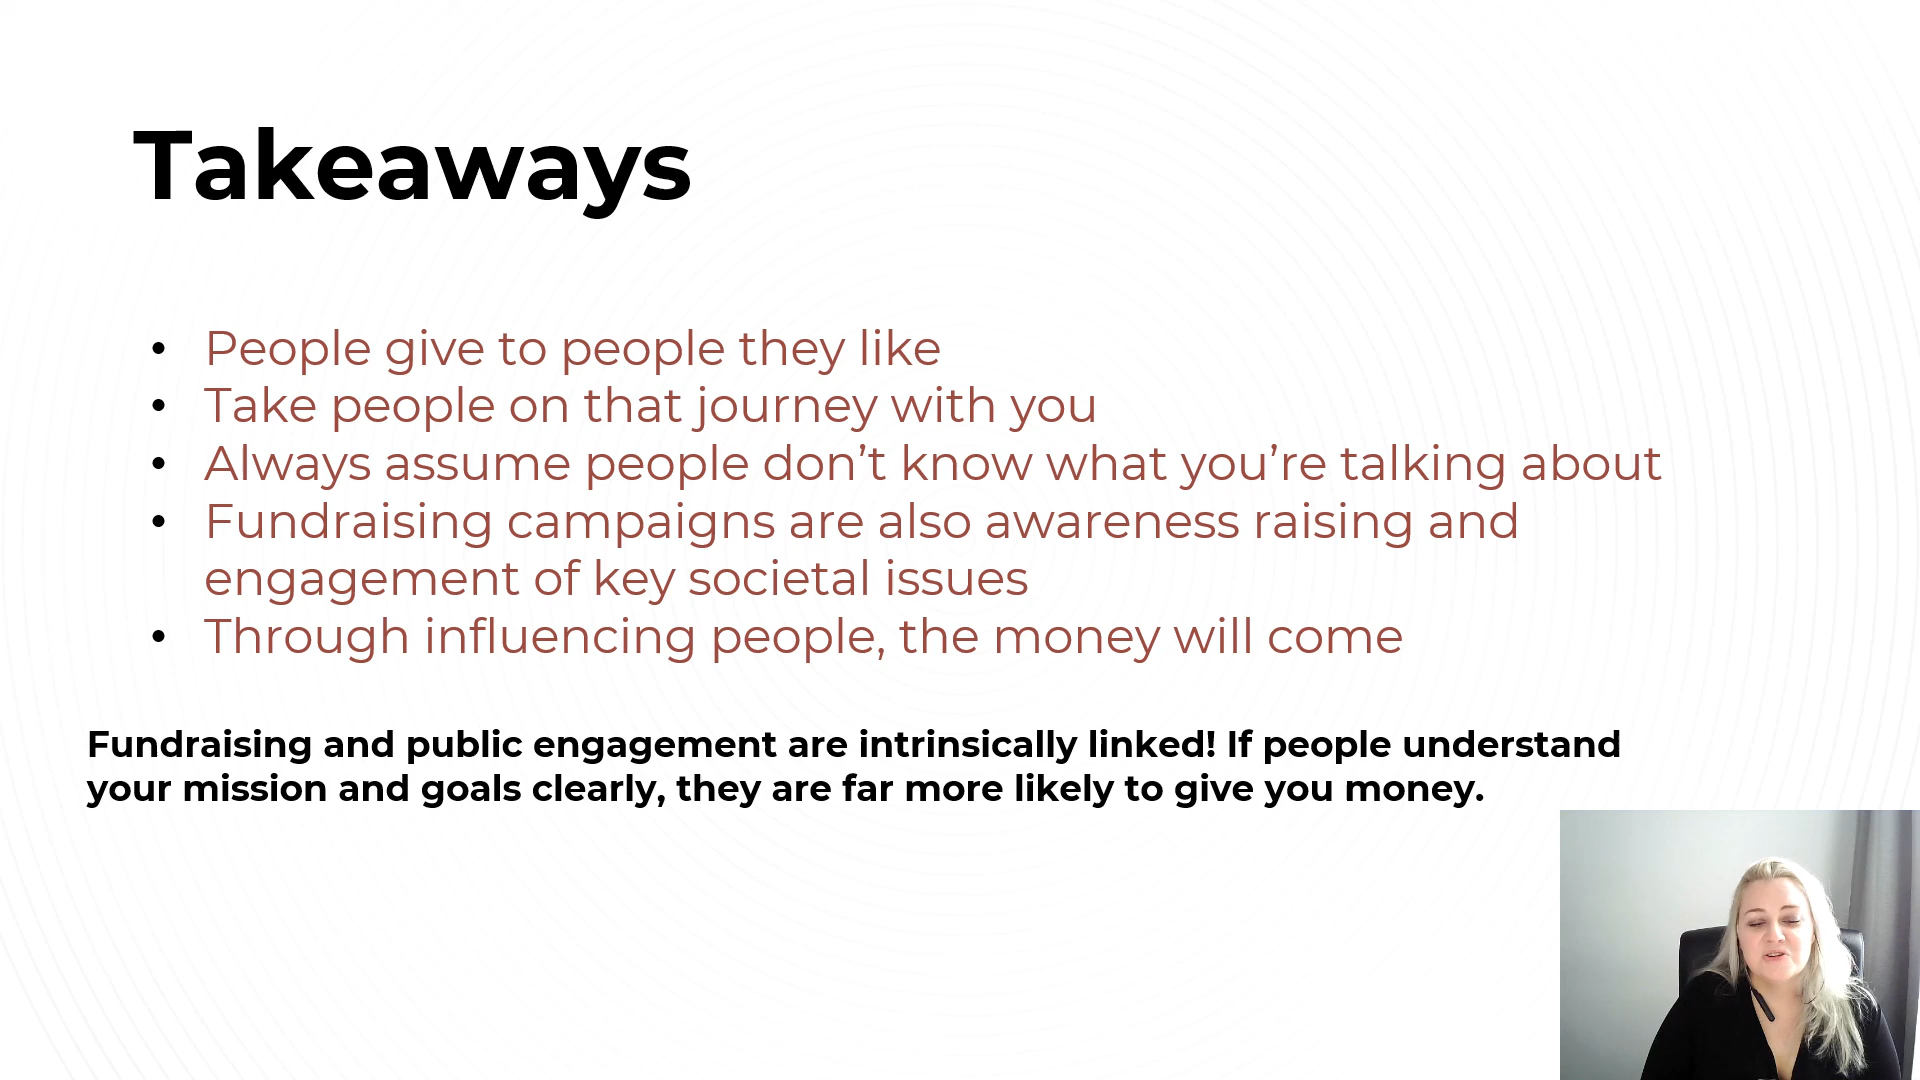 Takeaways
• People give to people they like
• Take people on that journey with you
• Always assume people don’t know what you’re talking about
• Fundraising campaigns are also awareness raising and
engagement of key societal issues
• Through influencing people, the money will come
Fundraising and public engagement are intrinsically linked! If people understand
your mission and goals clearly, they are far more likely to give you money.